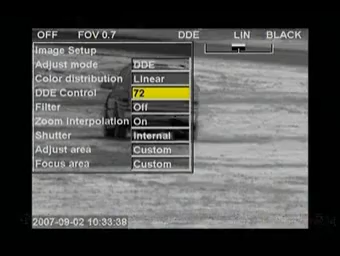 OFF FOV 0.7 DDE LIN BLACK
Image Setup
Adjust mode DDE
Color distribution Linear
DDE Control 72
Filter Off
Zoom interpolation On
Shutter Internal
Adjust area Custom
Focus area Custom
2007-09-02 10:33:38